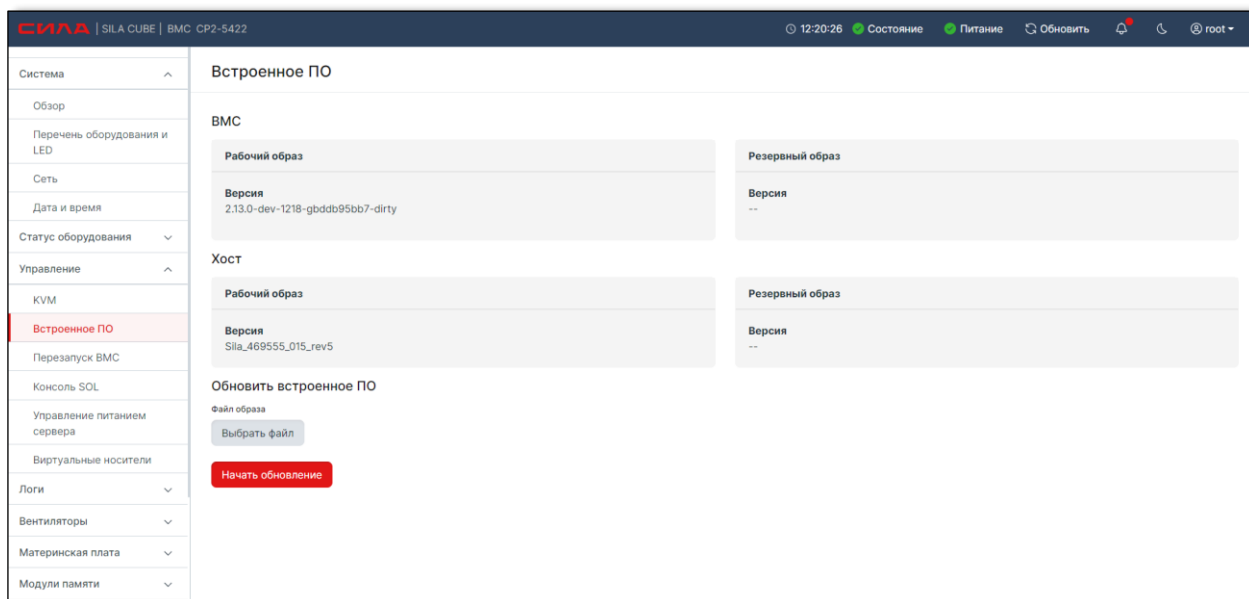 СИЛА | SILA CUBE | BMC CP2-5422
12:20:26 Состояние Питание Обновить root
Система
Обзор
Перечень оборудования и
LED
Сеть
Дата и время
Статус оборудования
Управление
KVM
Встроенное ПО
Перезапуск BMC
Консоль SOL
Управление питанием
сервера
Виртуальные носители
Логи
Вентиляторы
Материнская плата
Модули памяти
Встроенное ПО
BMC
Рабочий образ
Версия
2.13.0-dev-1218-gbddb95bb7-dirty
Резервный образ
Версия
--
Хост
Рабочий образ
Версия
Sila_469555_015_rev5
Резервный образ
Версия
--
Обновить встроенное ПО
Файл образа
Выбрать файл
Начать обновление